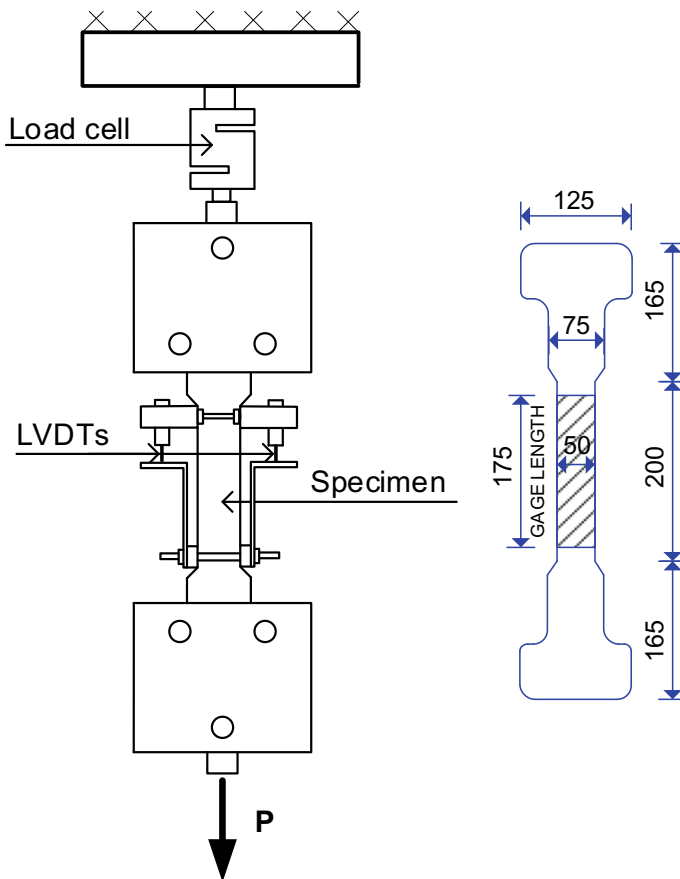 Load cell
LVDTs
Specimen
P
125
165
75
175
GAGE LENGTH
50
200
165